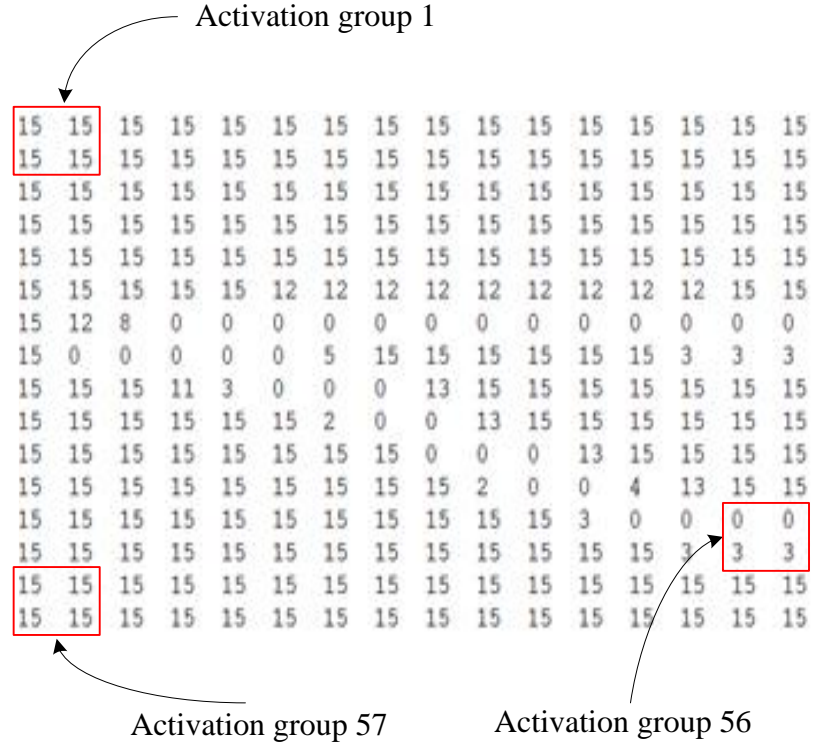 Activation group 1
15 15 15 15 15 15 15 15 15 15 15 15 15 15 15 15
15 15 15 15 15 15 15 15 15 15 15 15 15 15 15 15
15 15 15 15 15 15 15 15 15 15 15 15 15 15 15 15
15 15 15 15 15 15 15 15 15 15 15 15 15 15 15 15
15 15 15 15 15 15 15 15 15 15 15 15 15 15 15 15
15 15 15 15 15 12 12 12 12 12 12 12 12 12 15 15
15 12 8 0 0 0 0 0 0 0 0 0 0 0 0 0
15 0 0 0 0 0 5 15 15 15 15 15 15 3 3 3
15 15 15 11 3 0 0 0 13 15 15 15 15 15 15 15
15 15 15 15 15 15 2 0 0 13 15 15 15 15 15 15
15 15 15 15 15 15 15 15 0 0 0 13 15 15 15 15
15 15 15 15 15 15 15 15 15 2 0 0 4 13 15 15
15 15 15 15 15 15 15 15 15 15 15 3 0 0 0 0
15 15 15 15 15 15 15 15 15 15 15 15 15 3 3 3
15 15 15 15 15 15 15 15 15 15 15 15 15 15 15 15
15 15 15 15 15 15 15 15 15 15 15 15 15 15 15 15
Activation group 57
Activation group 56